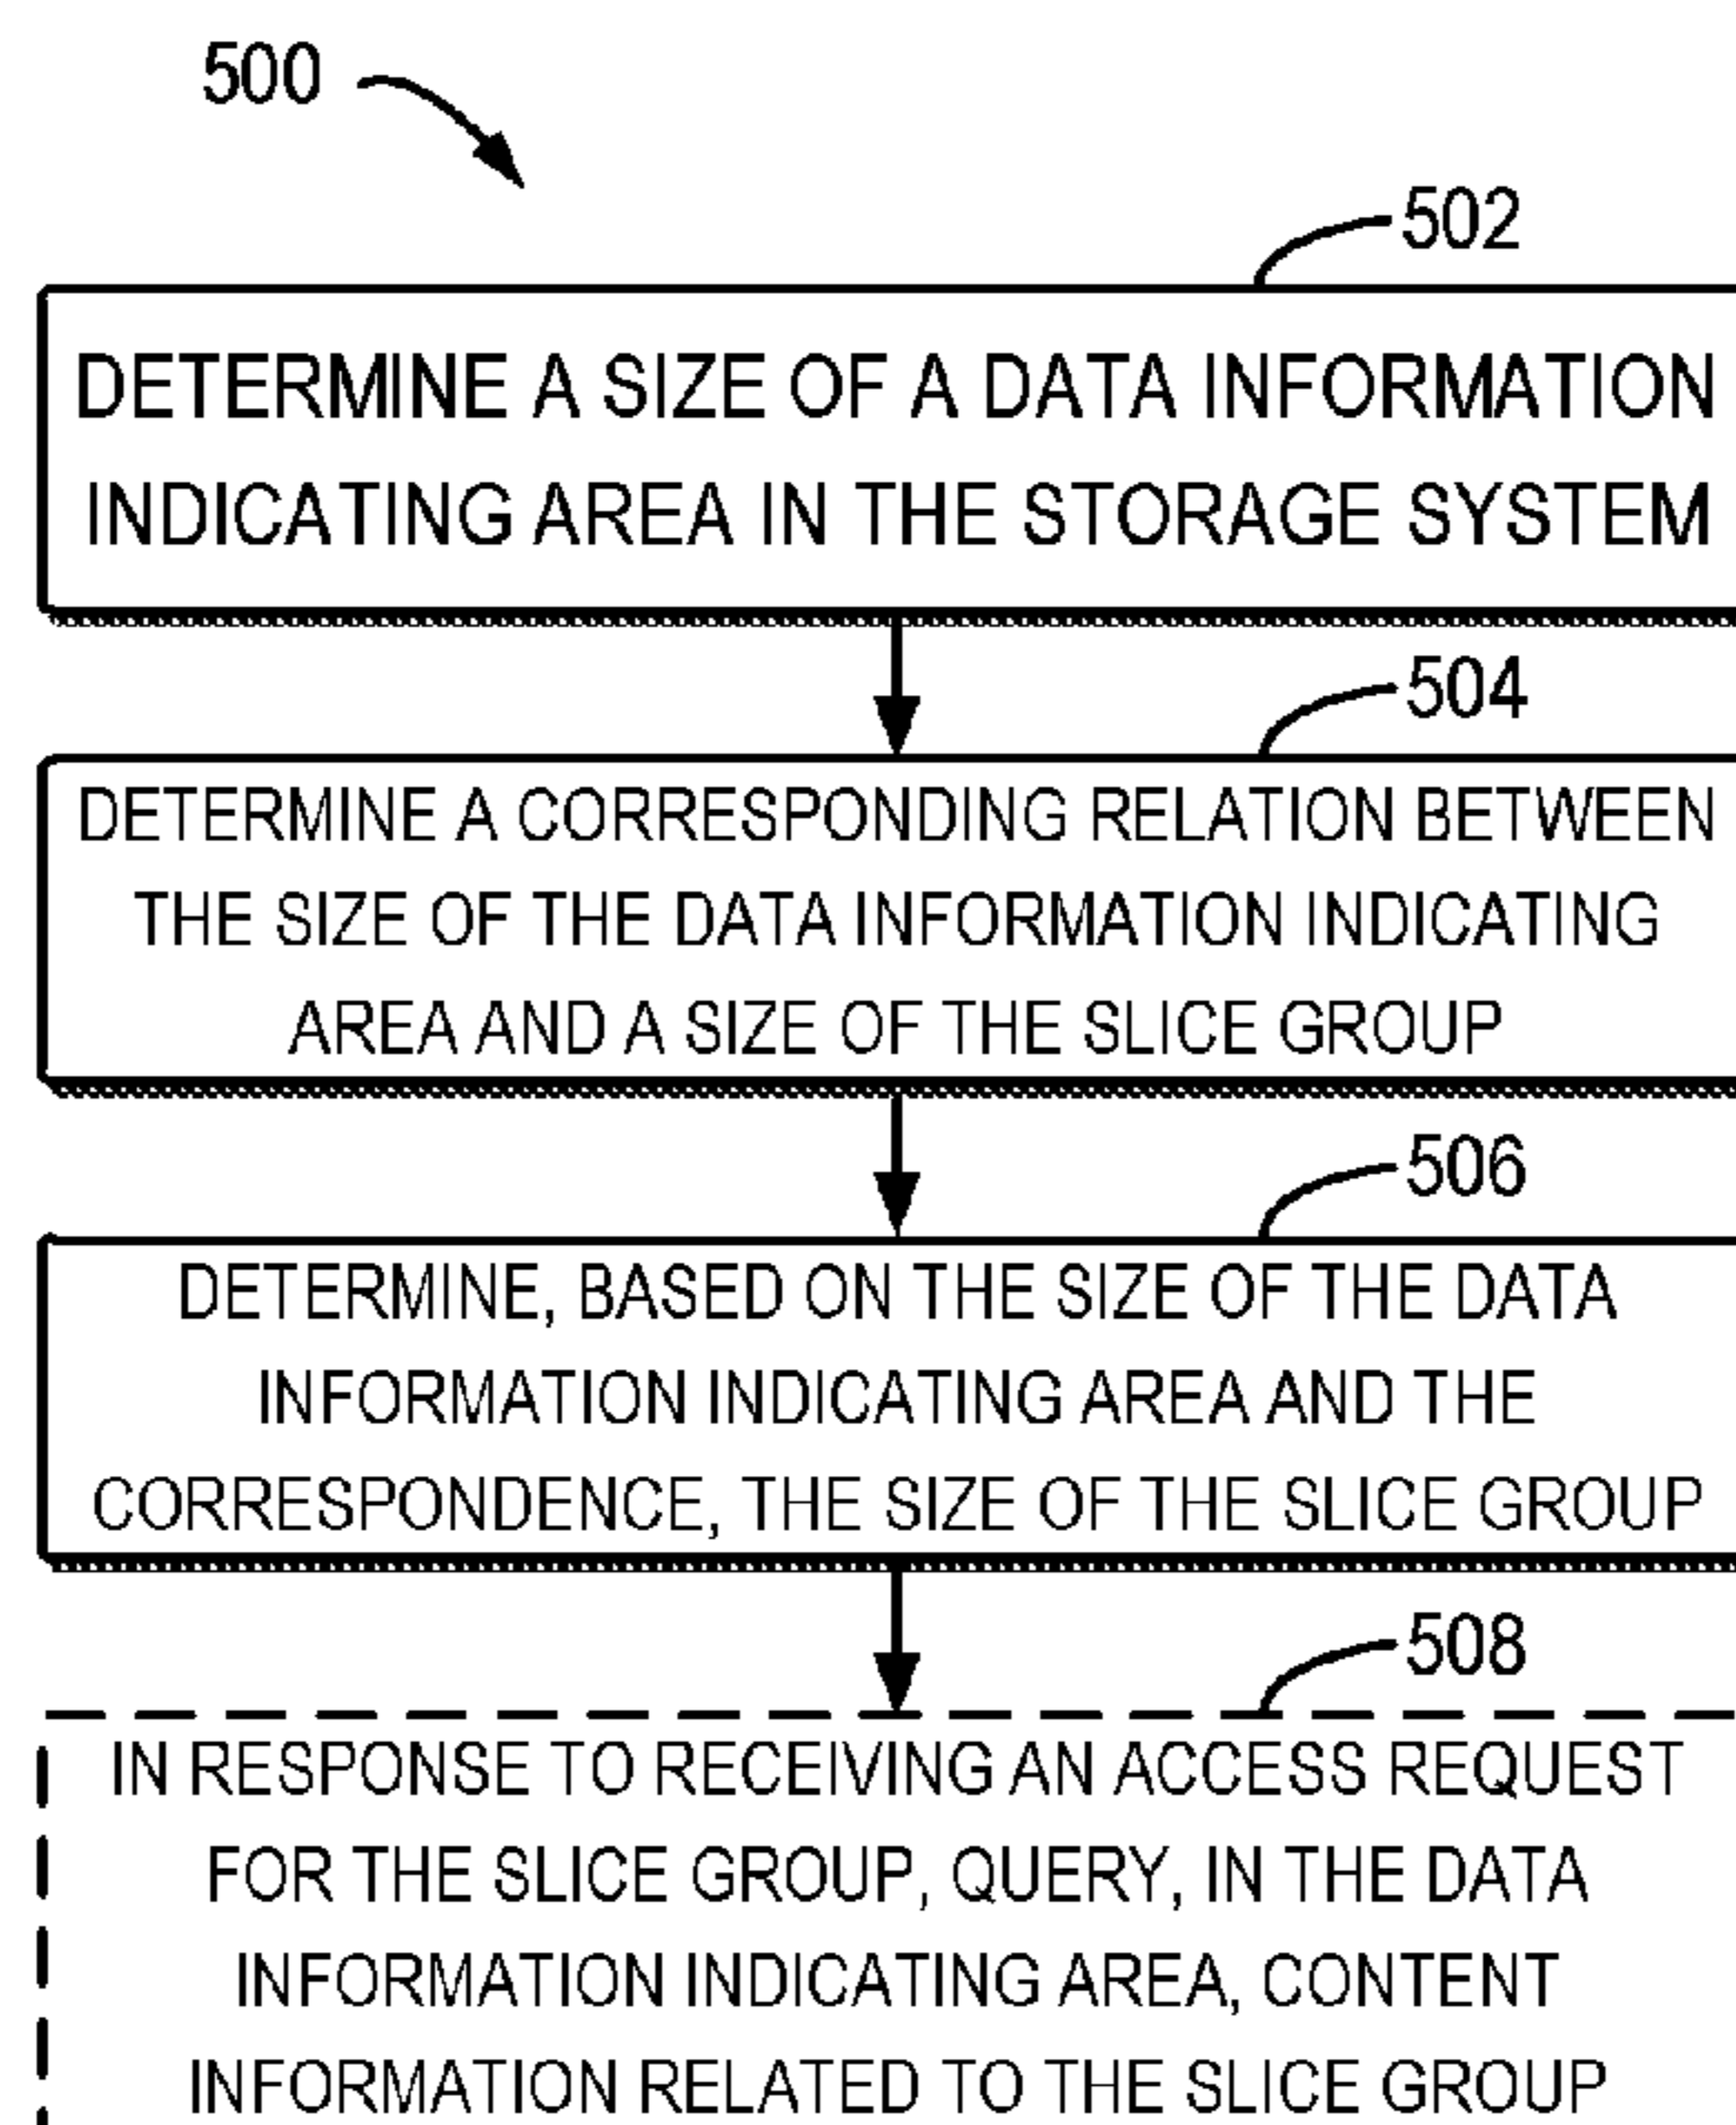 500
502
DETERMINE A SIZE OF A DATA INFORMATION
INDICATING AREA IN THE STORAGE SYSTEM
504
DETERMINE A CORRESPONDING RELATION BETWEEN
THE SIZE OF THE DATA INFORMATION INDICATING
AREA AND A SIZE OF THE SLICE GROUP
506
DETERMINE, BASED ON THE SIZE OF THE DATA
INFORMATION INDICATING AREA AND THE
CORRESPONDENCE, THE SIZE OF THE SLICE GROUP
508
IN RESPONSE TO RECEIVING AN ACCESS REQUEST
FOR THE SLICE GROUP, QUERY, IN THE DATA
INFORMATION INDICATING AREA, CONTENT
INFORMATION RELATED TO THE SLICE GROUP